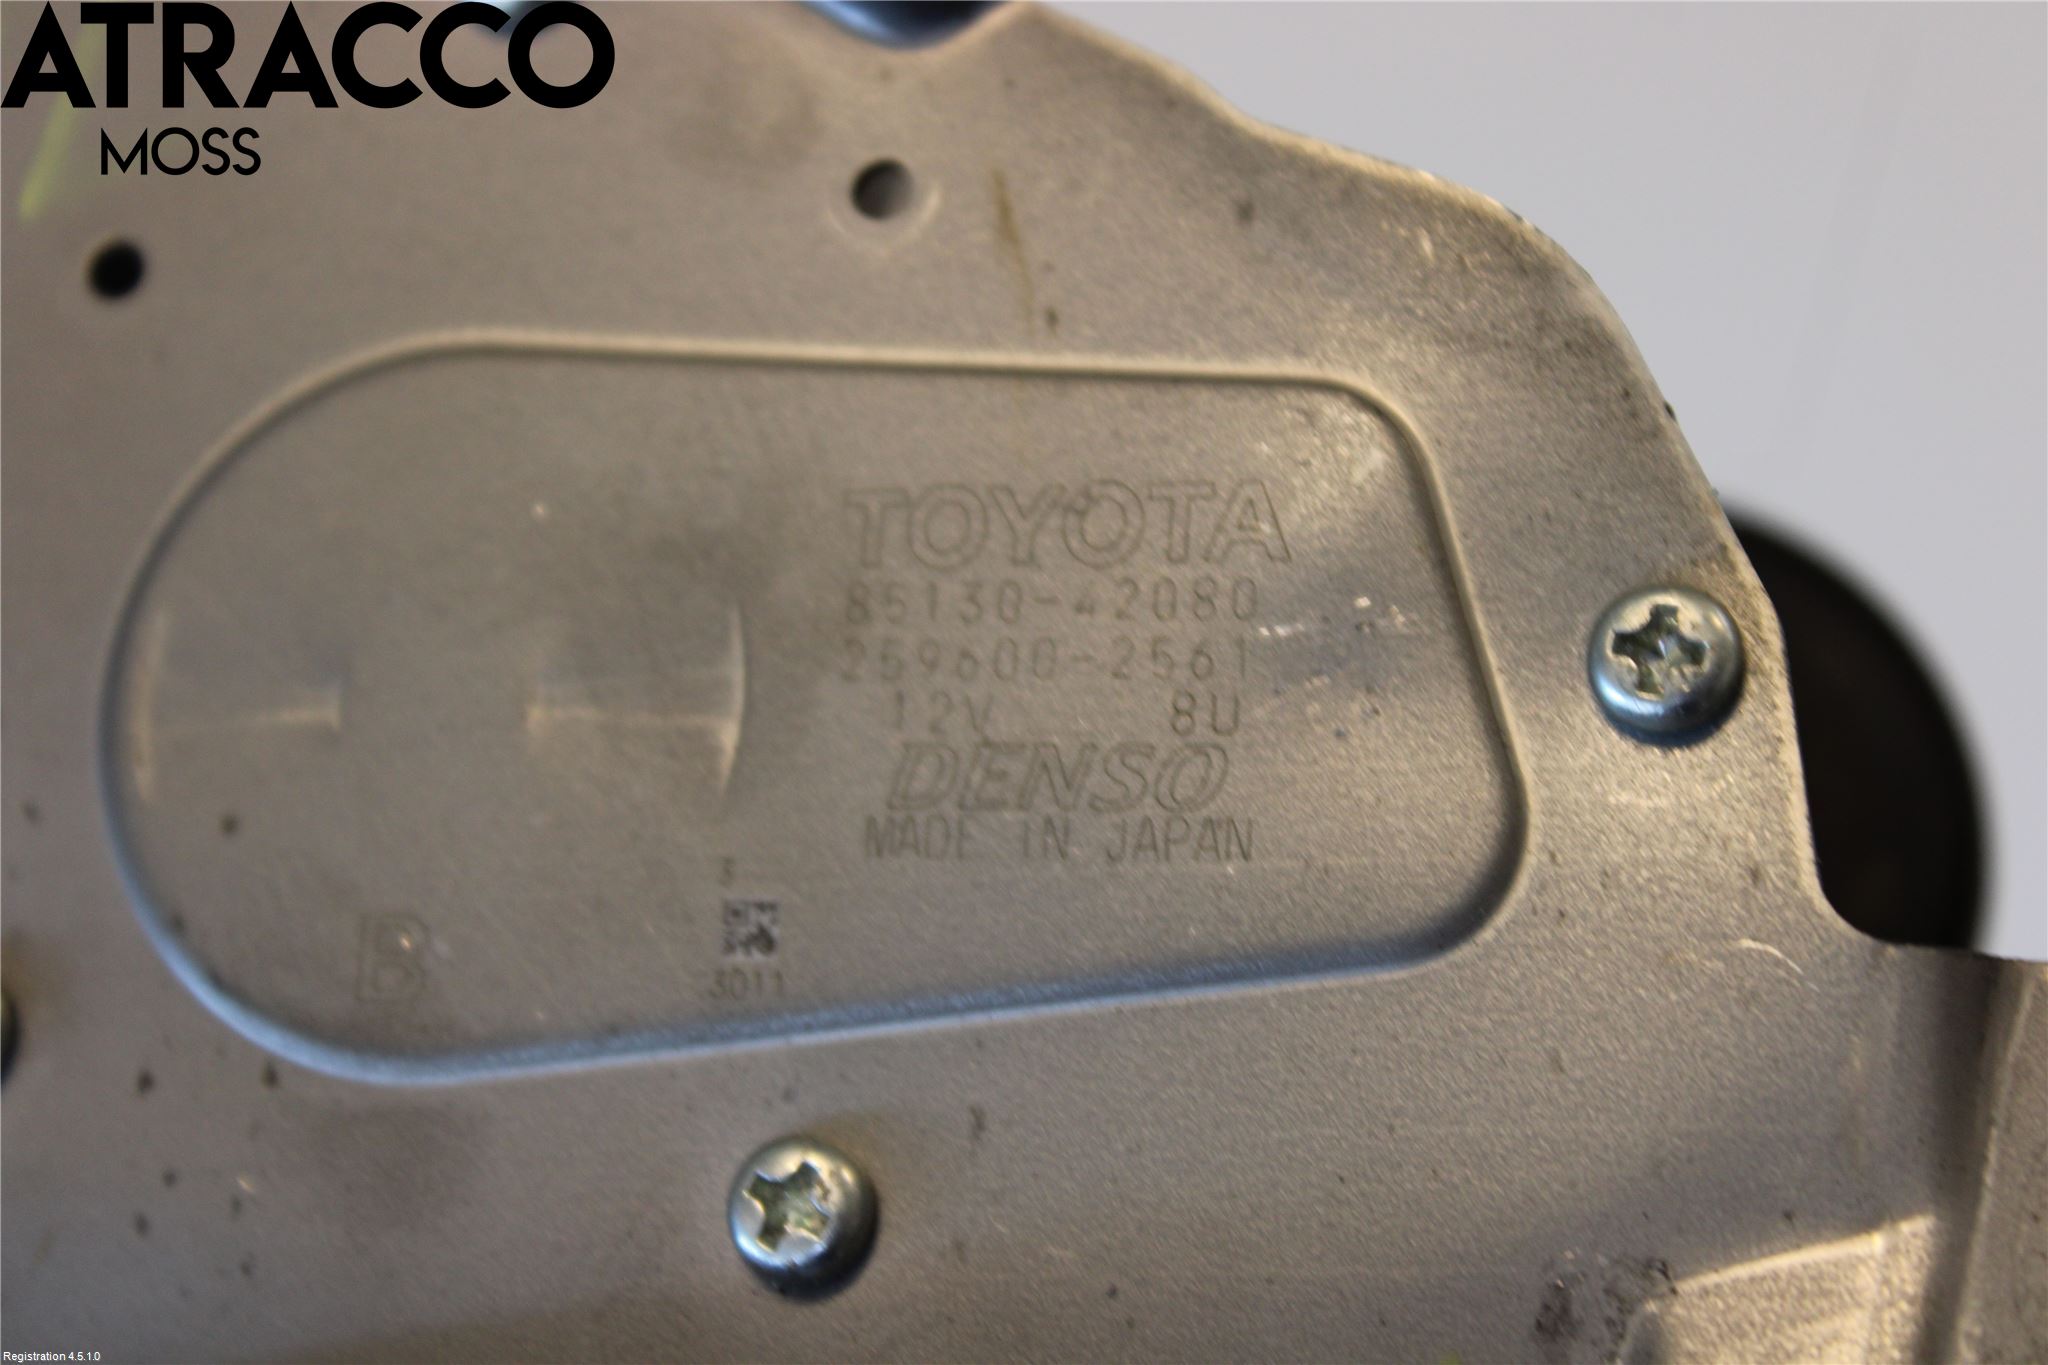 ATRACCO
MOSS
TOYOTA
85130-42080
259600-2561
12V 8U
DENSO
MADE IN JAPAN
B
3011
Registration 4.5.1.0